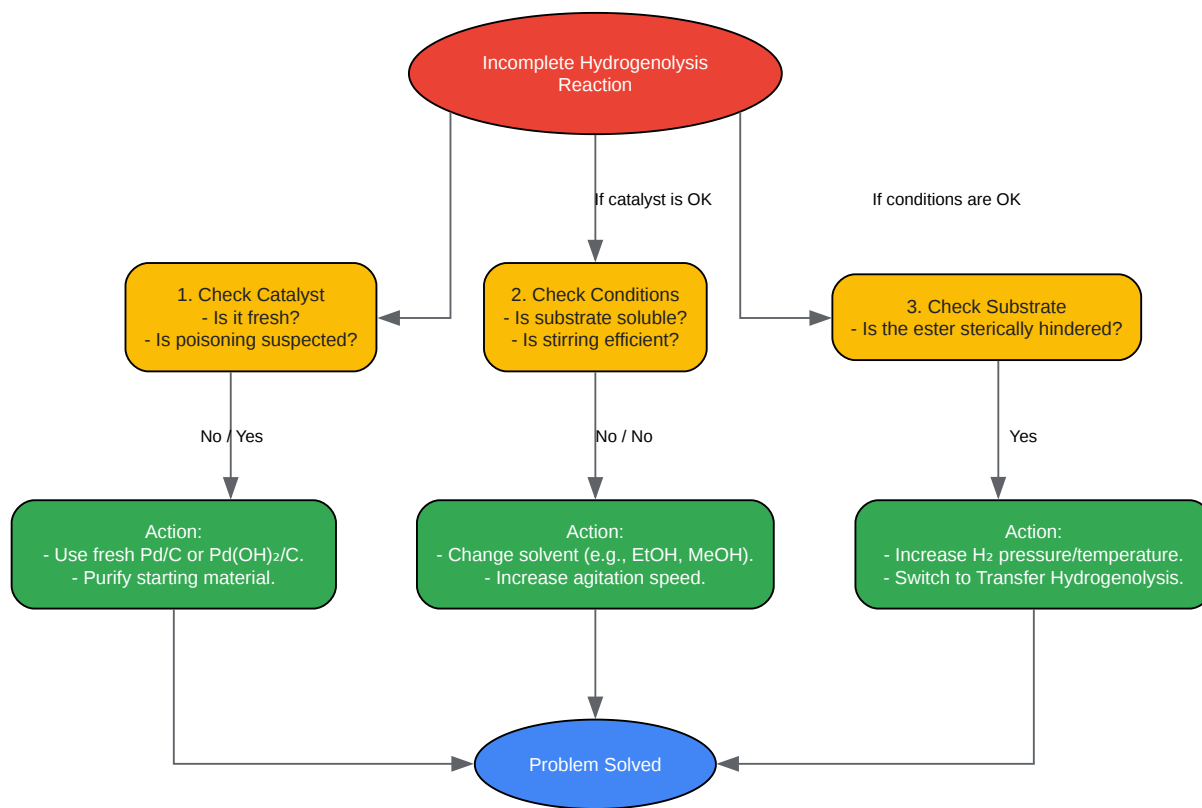 Incomplete Hydrogenolysis
Reaction
If catalyst is OK
If conditions are OK
1. Check Catalyst
- Is it fresh?
- Is poisoning suspected?
2. Check Conditions
- Is substrate soluble?
- Is stirring efficient?
3. Check Substrate
- Is the ester sterically hindered?
No / Yes
No / No
Yes
Action:
- Use fresh Pd/C or Pd(OH)₂/C.
- Purify starting material.
Action:
- Change solvent (e.g., EtOH, MeOH).
- Increase agitation speed.
Action:
- Increase H₂ pressure/temperature.
- Switch to Transfer Hydrogenolysis.
Problem Solved